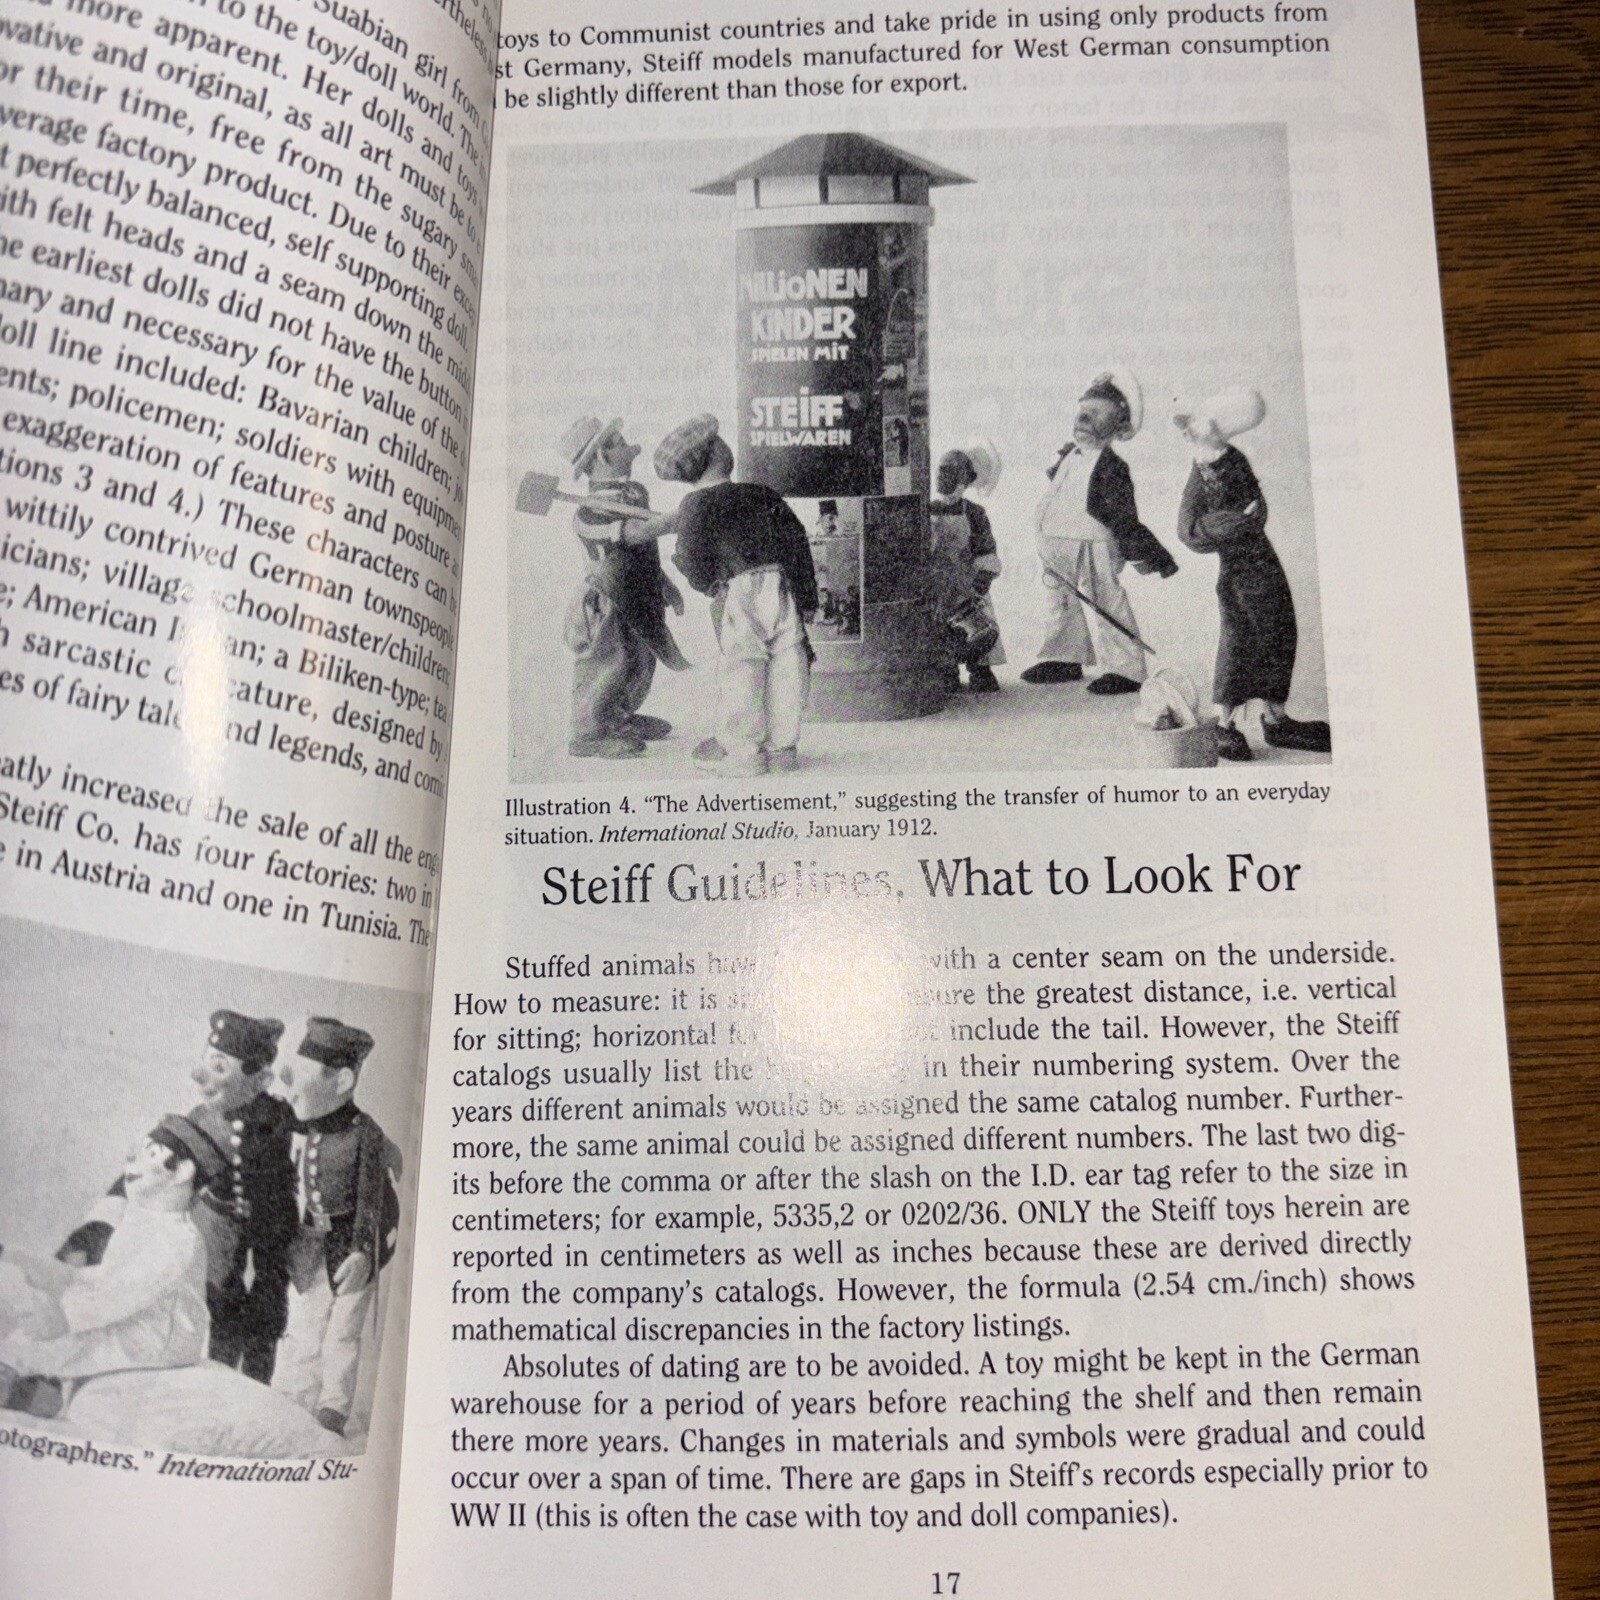 Suabian girl from
to the toy/doll world. The
more apparent. Her dolls and toys
vative and original, as all art must be to
or their time, free from the sugary
verage factory product. Due to their
t perfectly balanced, self supporting doll.
ith felt heads and a seam down the
he earliest dolls did not have the button
nary and necessary for the value of the
doll line included: Bavarian children;
ents; policemen; soldiers with
exaggeration of features and posture
tions 3 and 4.) These characters can
wittily contrived German townspeople
icians; village schoolmaster/children;
e; American a Biliken-type;
h sarcastic designed by
es of fairy and legends, and
atly increased the sale of all the
Steiff Co. has four factories: two in
e in Austria and one in Tunisia. The
otographers." International Stu-
toys to Communist countries and take pride in using only products from
st Germany, Steiff models manufactured for West German consumption
be slightly different than those for export.
MILIONEN
KINDER
SPIELEN MIT
STEIFF
SPIELWAREN
Illustration 4. "The Advertisement," suggesting the transfer of humor to an everyday
situation. International Studio, January 1912.
Steiff Guidelines, What to Look For
Stuffed animals have with a center seam on the underside.
How to measure: it is the greatest distance, i.e. vertical
for sitting; horizontal include the tail. However, the Steiff
catalogs usually list the in their numbering system. Over the
years different animals would be assigned the same catalog number. Further-
more, the same animal could be assigned different numbers. The last two dig-
its before the comma or after the slash on the I.D. ear tag refer to the size in
centimeters; for example, 5335,2 or 0202/36. ONLY the Steiff toys herein are
reported in centimeters as well as inches because these are derived directly
from the company's catalogs. However, the formula (2.54 cm./inch) shows
mathematical discrepancies in the factory listings.
Absolutes of dating are to be avoided. A toy might be kept in the German
warehouse for a period of years before reaching the shelf and then remain
there more years. Changes in materials and symbols were gradual and could
occur over a span of time. There are gaps in Steiff's records especially prior to
WW II (this is often the case with toy and doll companies).
17